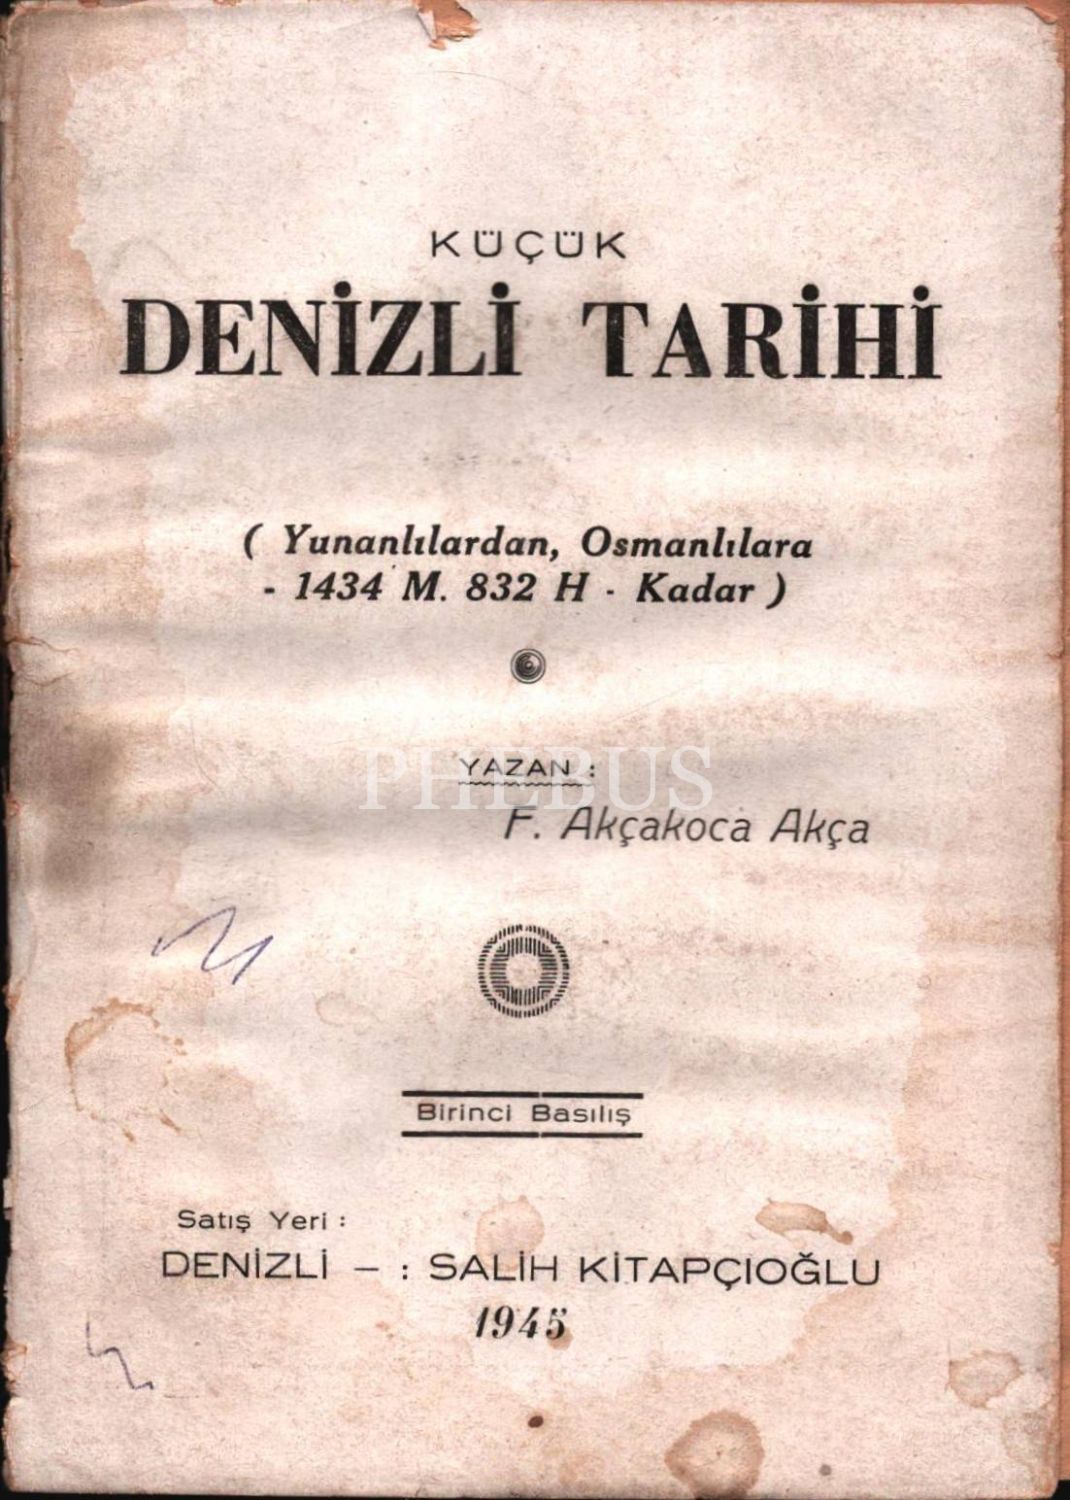 KÜÇÜK
DENİZLİ TARİHİ
( Yunanlılardan, Osmanlılara
- 1434 M. 832 H - Kadar )
YAZAN :
PHEBUS
F. Akçakoca Akça
Birinci Basılış
Satış Yeri :
DENİZLİ – : SALİH KİTAPÇIOĞLU
1945